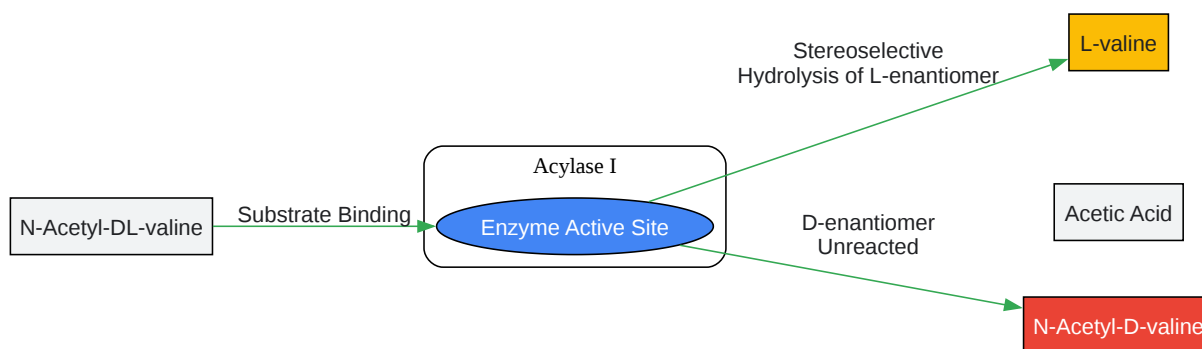 L-valine
Stereoselective
Hydrolysis of L-enantiomer
Acylase I
Acetic Acid
N-Acetyl-DL-valine
Substrate Binding
Enzyme Active Site
D-enantiomer
Unreacted
N-Acetyl-D-valine